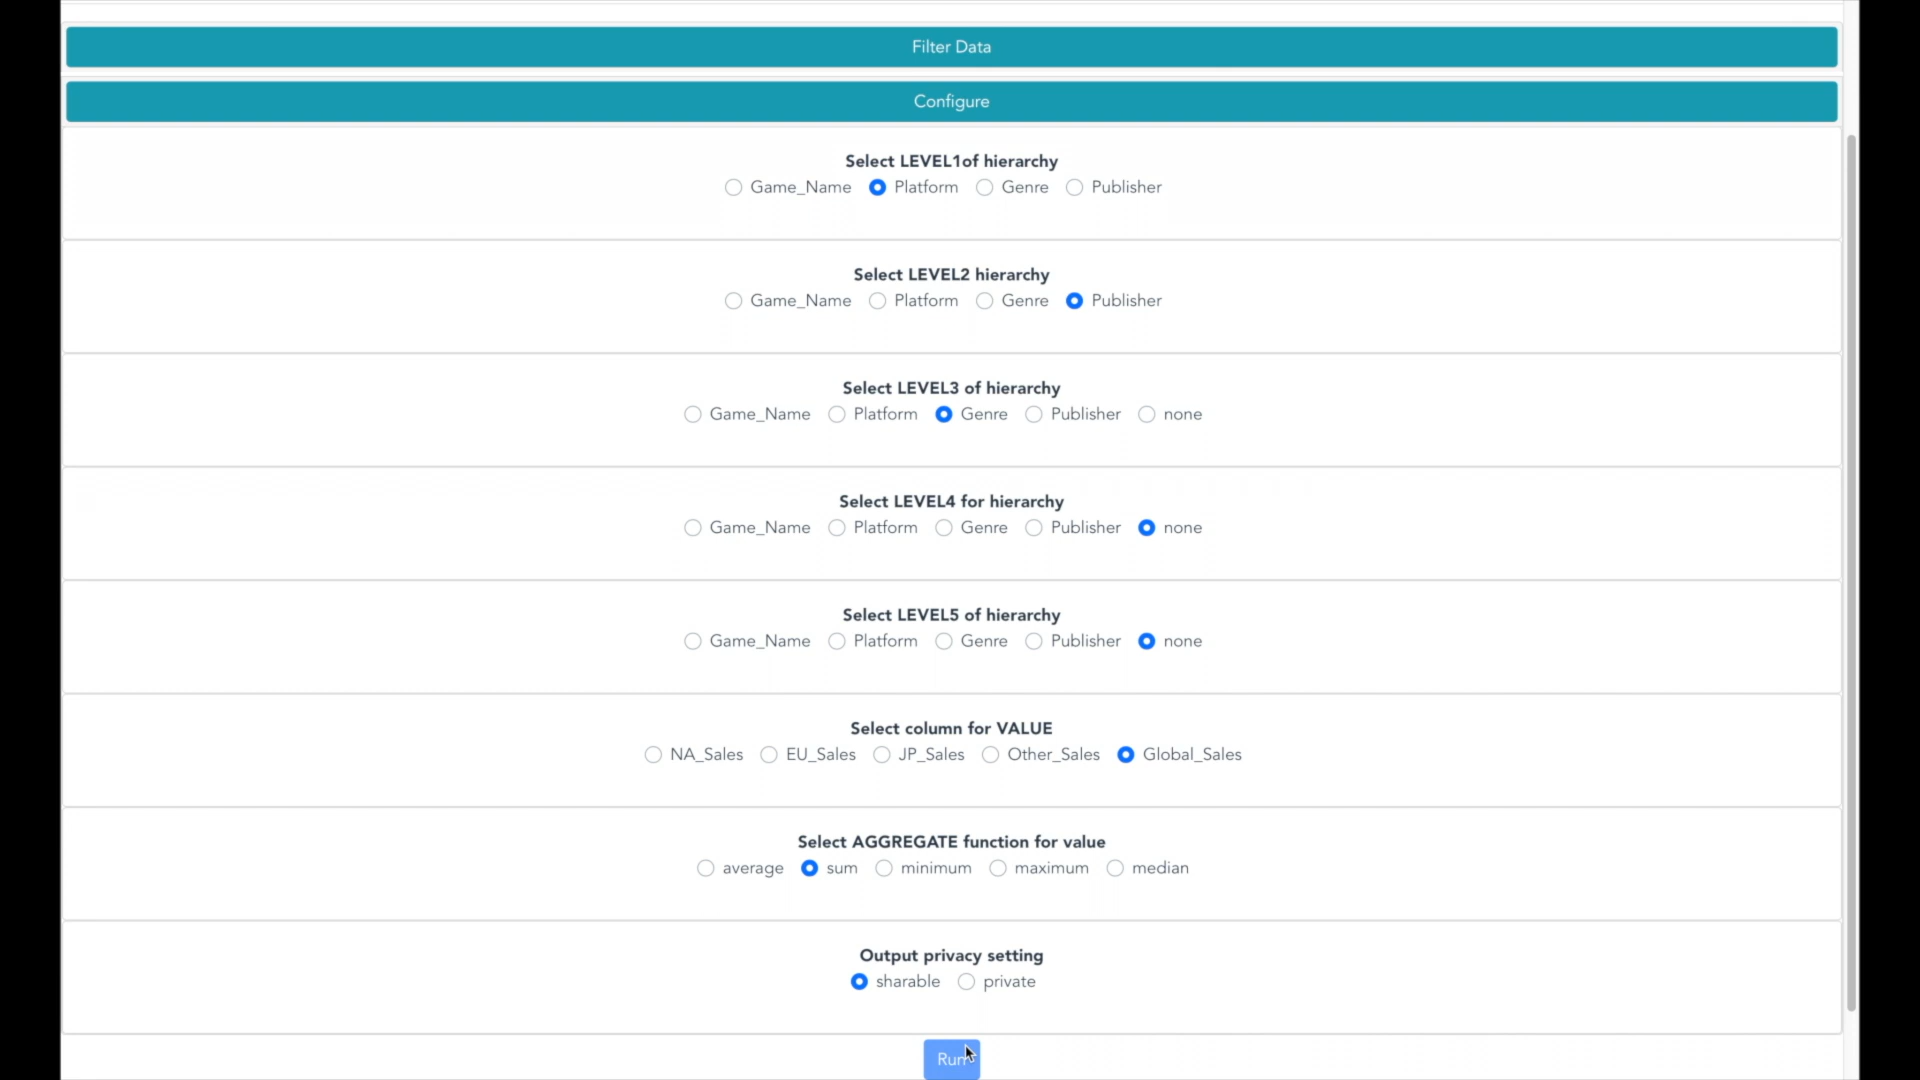 Filter Data
Configure
Select LEVEL1of hierarchy
Game_Name Platform Genre Publisher
Select LEVEL2 hierarchy
Game_Name Platform Genre Publisher
Select LEVEL3 of hierarchy
Game_Name Platform Genre Publisher none
Select LEVEL4 for hierarchy
Game_Name Platform Genre Publisher none
Select LEVEL5 of hierarchy
Game_Name Platform Genre Publisher none
Select column for VALUE
NA_Sales EU_Sales JP_Sales Other_Sales Global_Sales
Select AGGREGATE function for value
average sum minimum maximum median
Output privacy setting
sharable private
Run